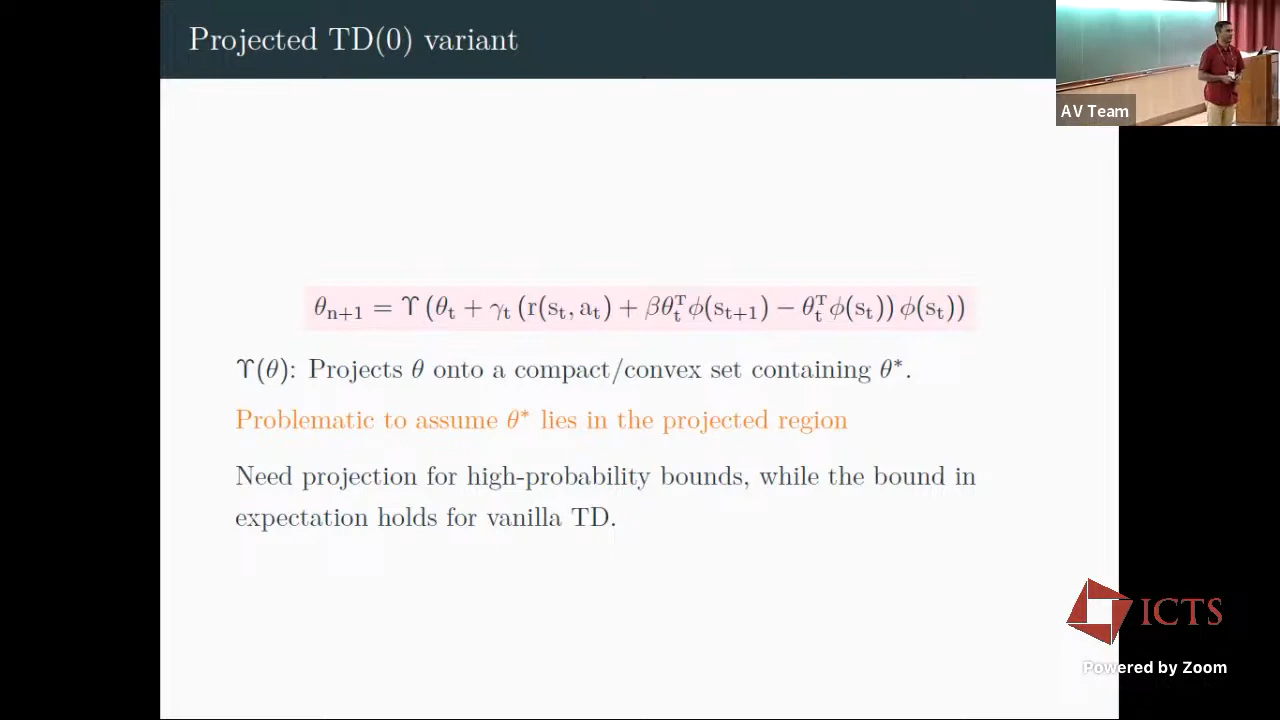 Projected TD(0) variant
AV Team
θₙ₊₁ = ϒ (θₜ + γₜ (r(sₜ, aₜ) + βθₜᵀϕ(sₜ₊₁) − θₜᵀϕ(sₜ)) ϕ(sₜ))
ϒ(θ): Projects θ onto a compact/convex set containing θ*.
Problematic to assume θ* lies in the projected region
Need projection for high-probability bounds, while the bound in
expectation holds for vanilla TD.
ICTS
Powered by Zoom